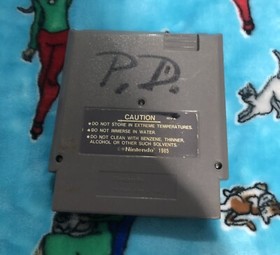 P.D.
CAUTION
• DO NOT STORE IN EXTREME TEMPERATURES.
• DO NOT IMMERSE IN WATER.
• DO NOT CLEAN WITH BENZENE, THINNER,
ALCOHOL OR OTHER SUCH SOLVENTS.
Nintendo 1985